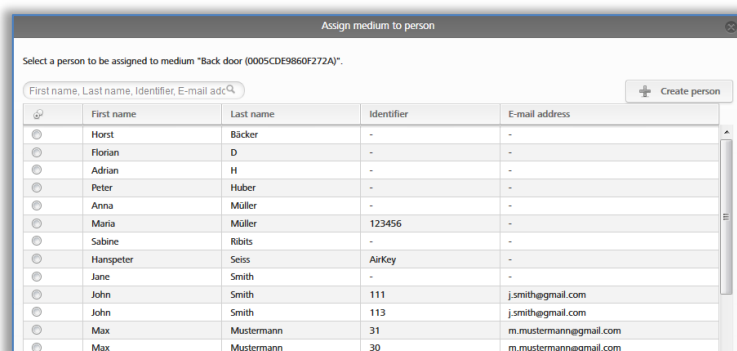 Assign medium to person
Select a person to be assigned to medium "Back door (0005CDE9860F272A)".
First name, Last name, Identifier, E-mail add
Create person
First name Last name Identifier E-mail address
Horst Bäcker - -
Florian D - -
Adrian H - -
Peter Huber - -
Anna Müller - -
Maria Müller 123456 -
Sabine Ribits - -
Hanspeter Seiss AirKey -
Jane Smith - -
John Smith 111 j.smith@gmail.com
John Smith 113 j.smith@gmail.com
Max Mustermann 31 m.mustermann@gmail.com
Max Mustermann 30 m.mustermann@gmail.com